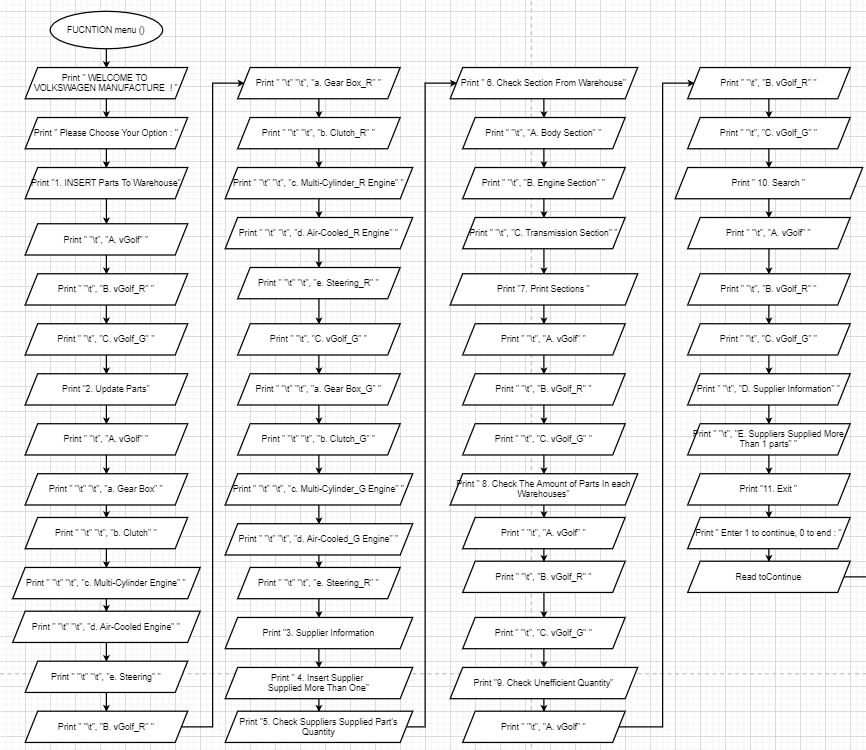 FUCNTION menu ()
Print " WELCOME TO
VOLKSWAGEN MANUFACTURE ! "
Print " Please Choose Your Option : "
Print "1. INSERT Parts To Warehouse"
Print " "\t", "A. vGolf" "
Print " "\t", "B. vGolf_R" "
Print " "\t", "C. vGolf_G"
Print "2. Update Parts"
Print " "\t", "A. vGolf" "
Print " "\t" "\t", "a. Gear Box" "
Print " "\t" "\t", "b. Clutch" "
Print " "\t" "\t", "c. Multi-Cylinder Engine" "
Print " "\t" "\t", "d. Air-Cooled Engine" "
Print " "\t" "\t", "e. Steering" "
Print " "\t", "B. vGolf_R" "
Print " "\t" "\t", "a. Gear Box_R" "
Print " "\t" "\t", "b. Clutch_R" "
Print " "\t" "\t", "c. Multi-Cylinder_R Engine" "
Print " "\t" "\t", "d. Air-Cooled_R Engine" "
Print " "\t" "\t", "e. Steering_R" "
Print " "\t", "C. vGolf_G" "
Print " "\t" "\t", "a. Gear Box_G" "
Print " "\t" "\t", "b. Clutch_G" "
Print " "\t" "\t", "c. Multi-Cylinder_G Engine" "
Print " "\t" "\t", "d. Air-Cooled_G Engine" "
Print " "\t" "\t", "e. Steering_R" "
Print "3. Supplier Information
Print " 4. Insert Supplier
Supplied More Than One"
Print "5. Check Suppliers Supplied Part's
Quantity
Print " 6. Check Section From Warehouse"
Print " "\t", "A. Body Section" "
Print " "\t", "B. Engine Section" "
Print " "\t", "C. Transmission Section" "
Print "7. Print Sections "
Print " "\t", "A. vGolf" "
Print " "\t", "B. vGolf_R" "
Print " "\t", "C. vGolf_G" "
Print " 8. Check The Amount of Parts In each
Warehouses"
Print " "\t", "A. vGolf" "
Print " "\t", "B. vGolf_R" "
Print " "\t", "C. vGolf_G" "
Print "9. Check Unefficient Quantity"
Print " "\t", "A. vGolf" "
Print " "\t", "B. vGolf_R" "
Print " "\t", "C. vGolf_G" "
Print " 10. Search "
Print " "\t", "A. vGolf" "
Print " "\t", "B. vGolf_R" "
Print " "\t", "C. vGolf_G" "
Print " "\t", "D. Supplier Information" "
Print " "\t", "E. Suppliers Supplied More
Than 1 parts" "
Print "11. Exit "
Print " Enter 1 to continue, 0 to end : "
Read toContinue